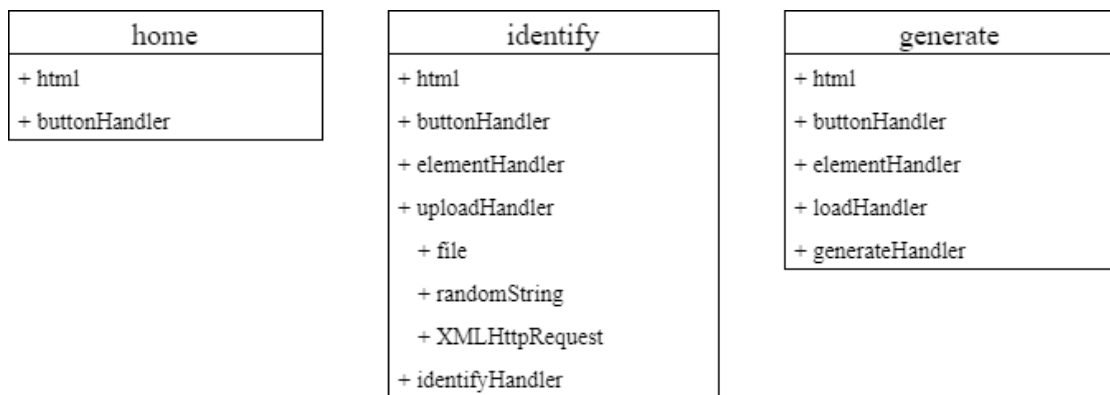 home
+ html
+ buttonHandler
identify
+ html
+ buttonHandler
+ elementHandler
+ uploadHandler
+ file
+ randomString
+ XMLHttpRequest
+ identifyHandler
generate
+ html
+ buttonHandler
+ elementHandler
+ loadHandler
+ generateHandler